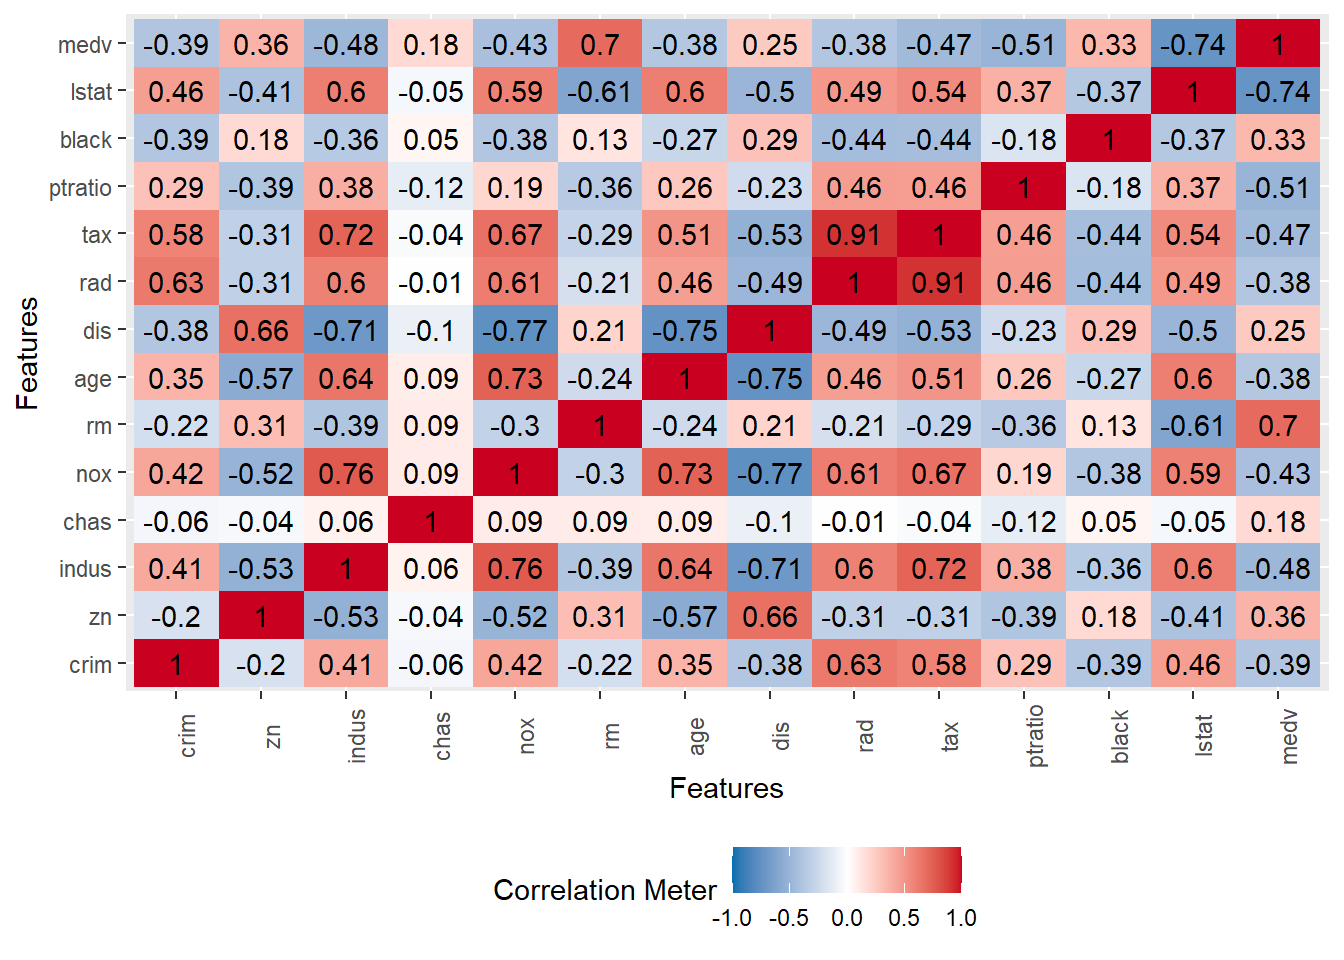 medv -0.39 0.36 -0.48 0.18 -0.43 0.7 -0.38 0.25 -0.38 -0.47 -0.51 0.33 -0.74 1
lstat 0.46 -0.41 0.6 -0.05 0.59 -0.61 0.6 -0.5 0.49 0.54 0.37 -0.37 1 -0.74
black -0.39 0.18 -0.36 0.05 -0.38 0.13 -0.27 0.29 -0.44 -0.44 -0.18 1 -0.37 0.33
ptratio 0.29 -0.39 0.38 -0.12 0.19 -0.36 0.26 -0.23 0.46 0.46 1 -0.18 0.37 -0.51
tax 0.58 -0.31 0.72 -0.04 0.67 -0.29 0.51 -0.53 0.91 1 0.46 -0.44 0.54 -0.47
rad 0.63 -0.31 0.6 -0.01 0.61 -0.21 0.46 -0.49 1 0.91 0.46 -0.44 0.49 -0.38
dis -0.38 0.66 -0.71 -0.1 -0.77 0.21 -0.75 1 -0.49 -0.53 -0.23 0.29 -0.5 0.25
age 0.35 -0.57 0.64 0.09 0.73 -0.24 1 -0.75 0.46 0.51 0.26 -0.27 0.6 -0.38
rm -0.22 0.31 -0.39 0.09 -0.3 1 -0.24 0.21 -0.21 -0.29 -0.36 0.13 -0.61 0.7
nox 0.42 -0.52 0.76 0.09 1 -0.3 0.73 -0.77 0.61 0.67 0.19 -0.38 0.59 -0.43
chas -0.06 -0.04 0.06 1 0.09 0.09 0.09 -0.1 -0.01 -0.04 -0.12 0.05 -0.05 0.18
indus 0.41 -0.53 1 0.06 0.76 -0.39 0.64 -0.71 0.6 0.72 0.38 -0.36 0.6 -0.48
zn -0.2 1 -0.53 -0.04 -0.52 0.31 -0.57 0.66 -0.31 -0.31 -0.39 0.18 -0.41 0.36
crim 1 -0.2 0.41 -0.06 0.42 -0.22 0.35 -0.38 0.63 0.58 0.29 -0.39 0.46 -0.39
Features
crim zn indus chas nox rm age dis rad tax ptratio black lstat medv
Features
Correlation Meter
-1.0 -0.5 0.0 0.5 1.0